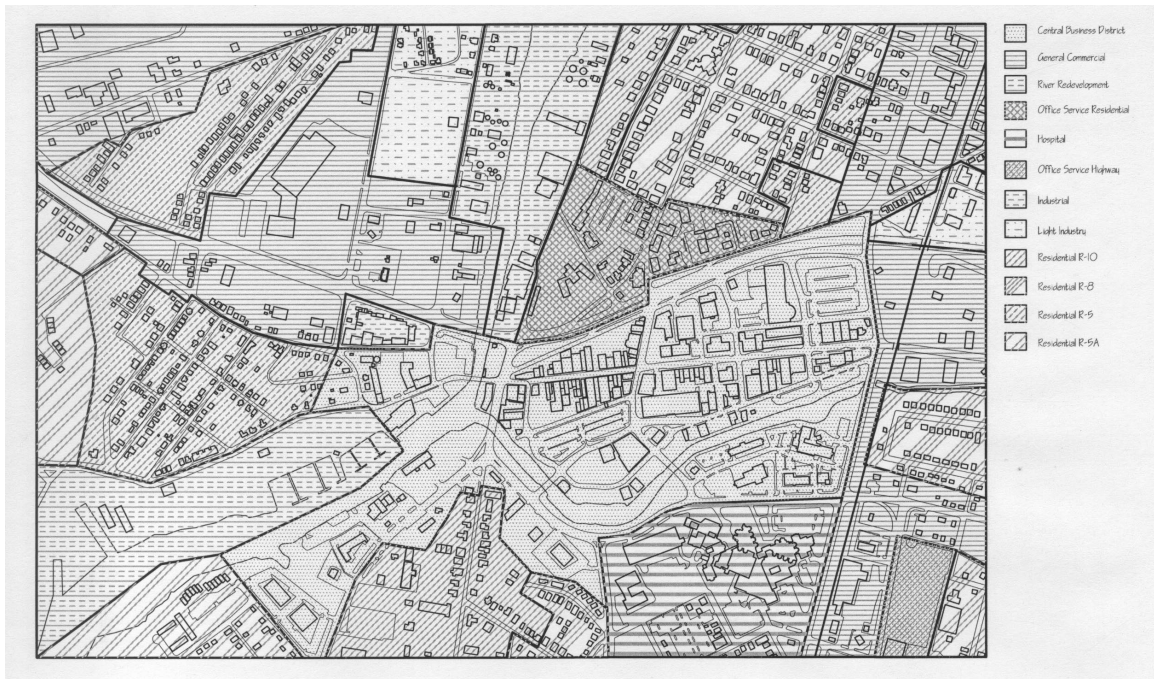 Central Business District
General Commercial
River Redevelopment
Office Service Residential
Hospital
Office Service Highway
Industrial
Light Industry
Residential R-10
Residential R-8
Residential R-5
Residential R-5A